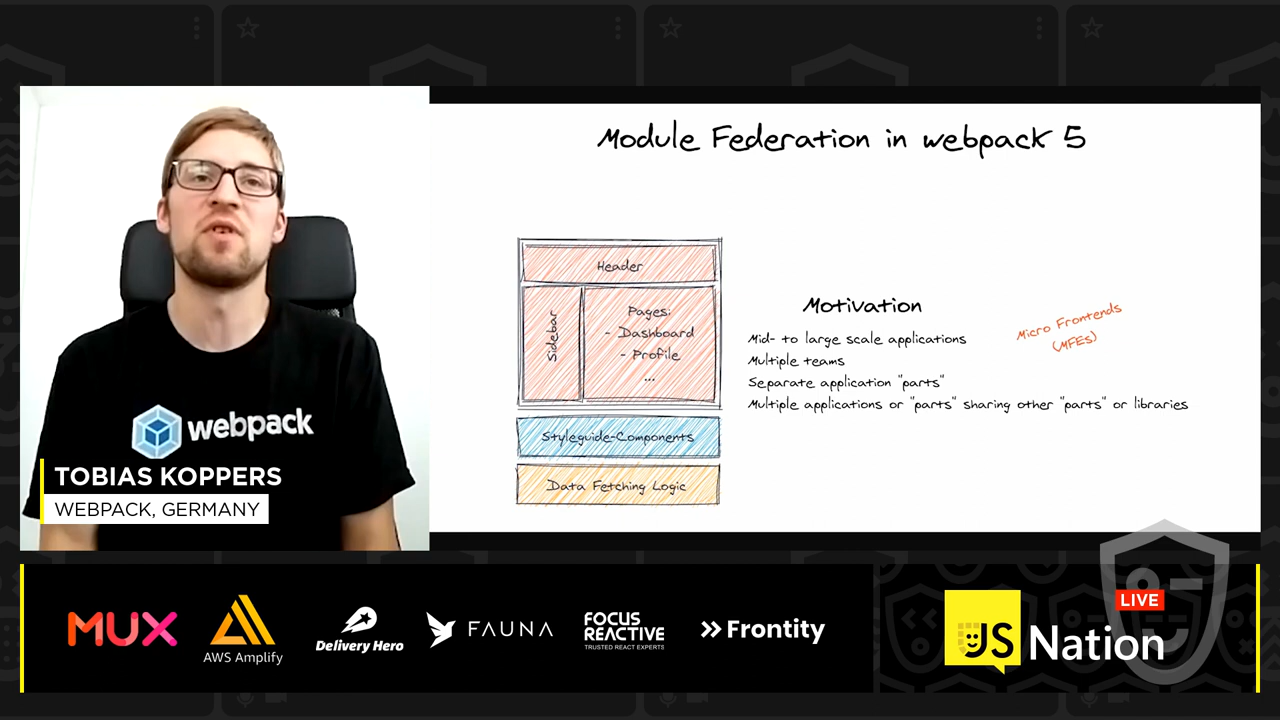 Module Federation in webpack 5
Header
Sidebar
Pages:
- Dashboard
- Profile
...
Styleguide-Components
Data Fetching Logic
Motivation
Mid- to large scale applications
Multiple teams
Separate application "parts"
Multiple applications or "parts" sharing other "parts" or libraries
Micro Frontends
(MFEs)
webpack
TOBIAS KOPPERS
WEBPACK, GERMANY
MUX
AWS Amplify
Delivery Hero
FAUNA
FOCUS
REACTIVE
TRUSTED REACT EXPERTS
Frontity
JS Nation
LIVE